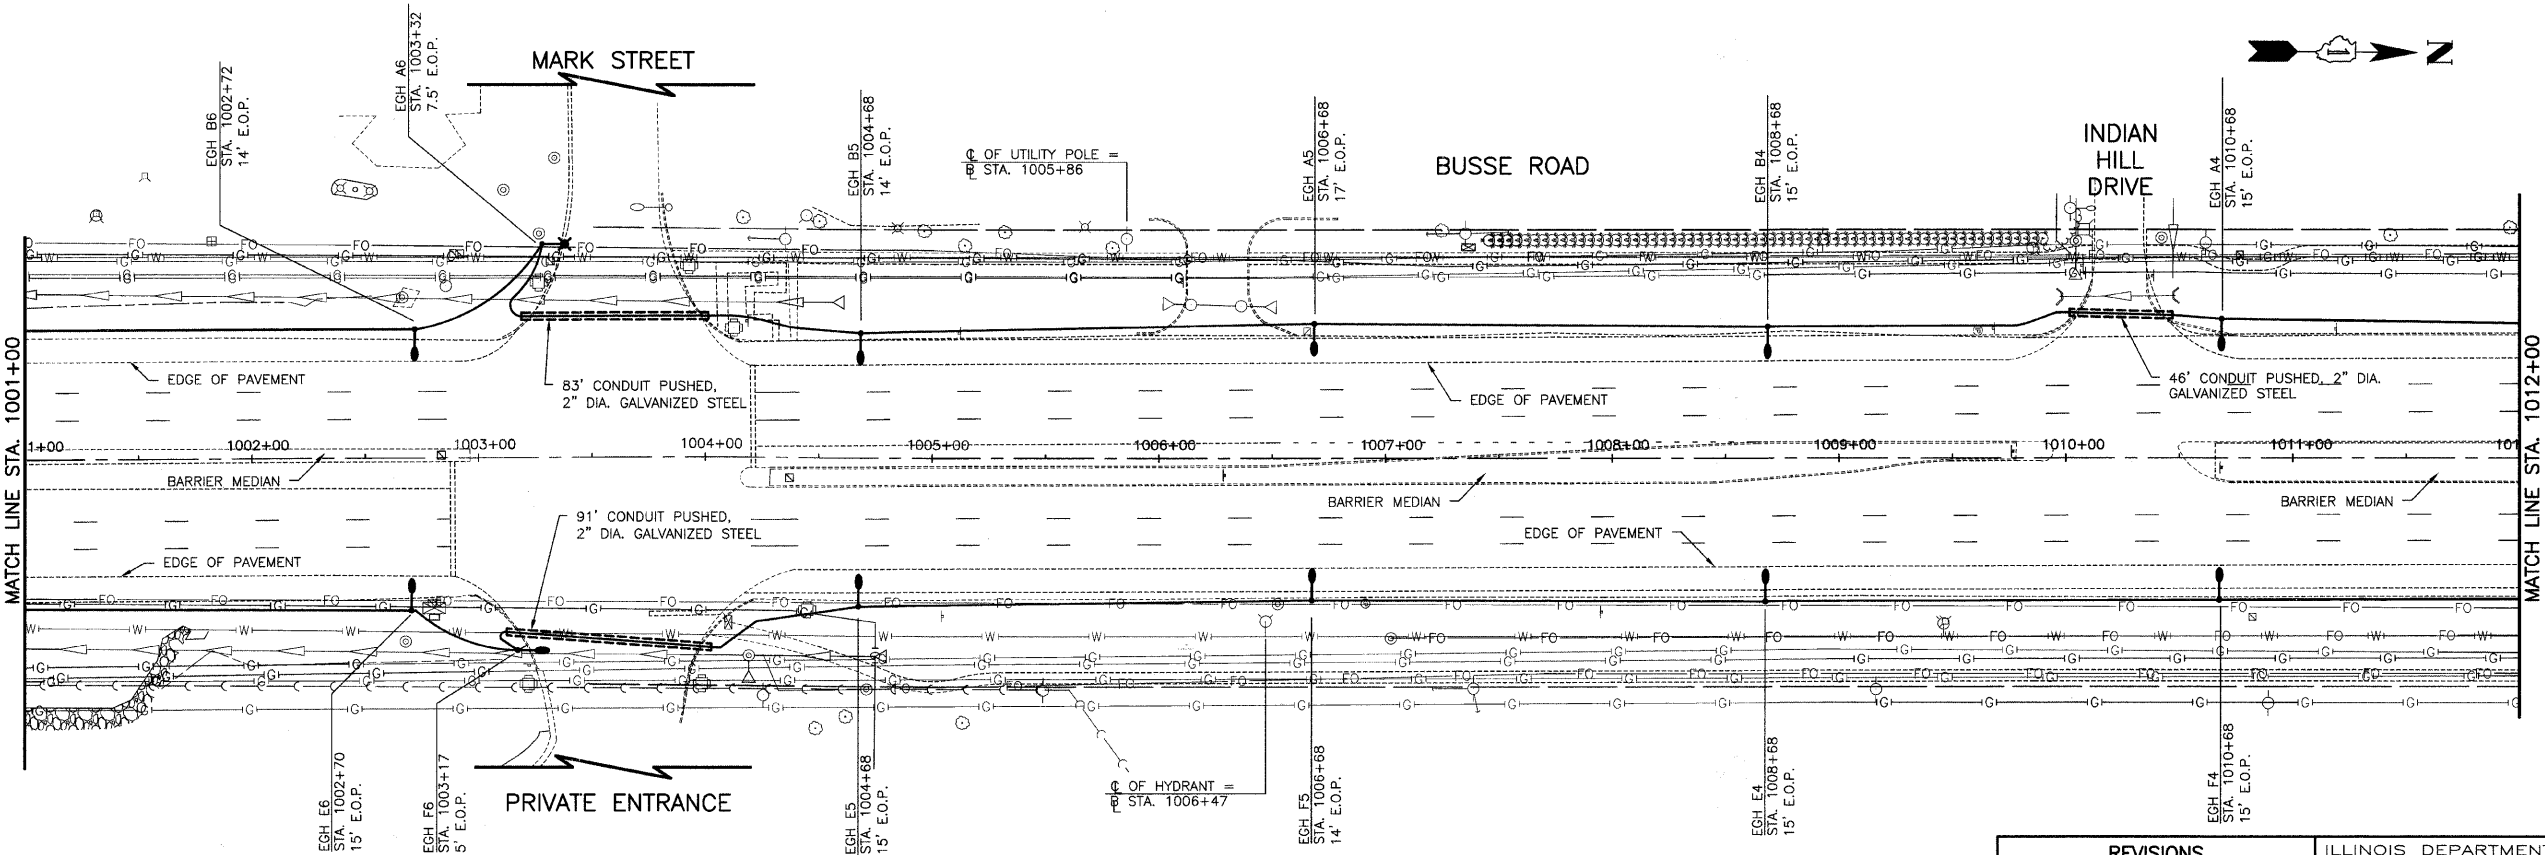 MARK STREET
N
EGH B6
STA. 1002+72
14' E.O.P.
EGH A6
STA. 1003+32
7.5' E.O.P.
EGH B5
STA. 1004+68
14' E.O.P.
℄ OF UTILITY POLE =
STA. 1005+86
EGH A5
STA. 1006+68
17' E.O.P.
BUSSE ROAD
EGH B4
STA. 1008+68
15' E.O.P.
INDIAN
HILL
DRIVE
EGH A4
STA. 1010+68
15' E.O.P.
MATCH LINE STA. 1001+00
MATCH LINE STA. 1012+00
EDGE OF PAVEMENT
83' CONDUIT PUSHED,
2" DIA. GALVANIZED STEEL
EDGE OF PAVEMENT
46' CONDUIT PUSHED, 2" DIA.
GALVANIZED STEEL
1+00
1002+00
1003+00
1004+00
1005+00
1006+00
1007+00
1008+00
1009+00
1010+00
1011+00
101
BARRIER MEDIAN
BARRIER MEDIAN
BARRIER MEDIAN
91' CONDUIT PUSHED,
2" DIA. GALVANIZED STEEL
EDGE OF PAVEMENT
EDGE OF PAVEMENT
EGH E6
STA. 1002+70
15' E.O.P.
EGH F6
STA. 1003+17
5' E.O.P.
PRIVATE ENTRANCE
EGH E5
STA. 1004+68
15' E.O.P.
℄ OF HYDRANT =
STA. 1006+47
EGH F5
STA. 1006+68
14' E.O.P.
EGH E4
STA. 1008+68
15' E.O.P.
EGH F4
STA. 1010+68
15' E.O.P.
REVISIONS
ILLINOIS DEPARTMENT